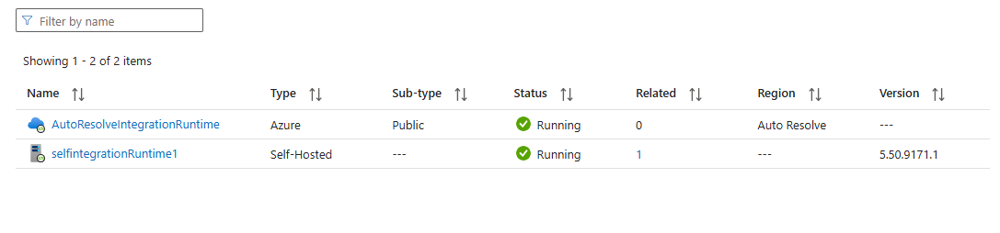 Filter by name
Showing 1 - 2 of 2 items
Name Type Sub-type Status Related Region Version
AutoResolveIntegrationRuntime Azure Public Running 0 Auto Resolve ---
selfintegrationRuntime1 Self-Hosted --- Running 1 --- 5.50.9171.1